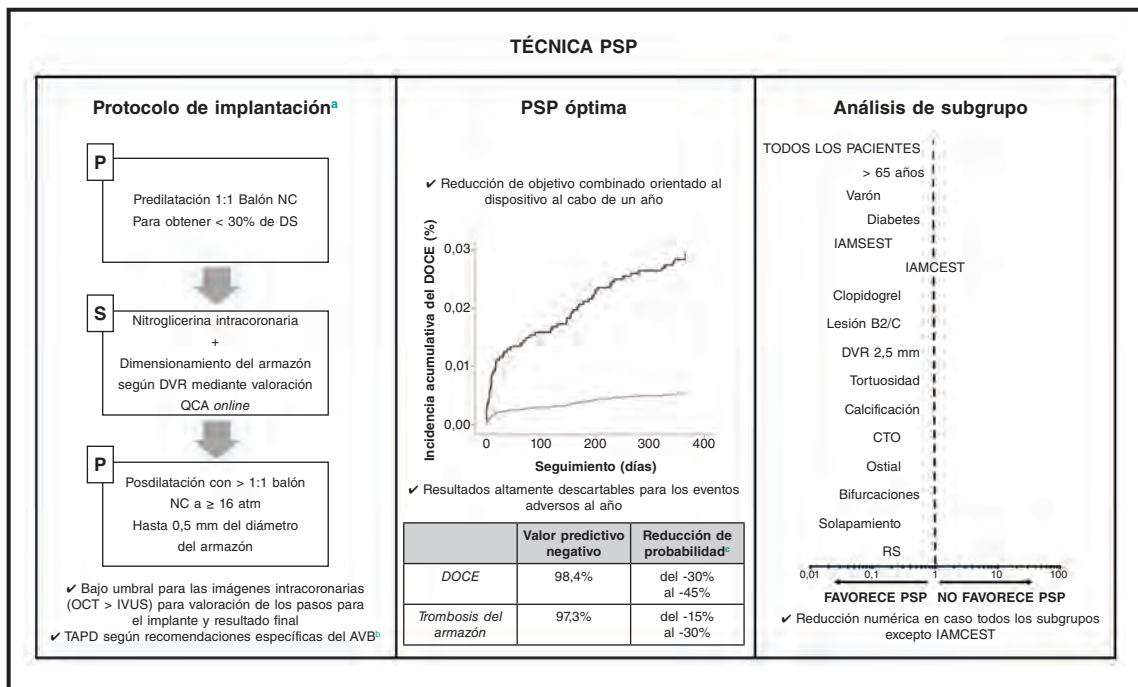 TÉCNICA PSP
Protocolo de implantaciónᵃ
P
Predilatación 1:1 Balón NC
Para obtener < 30% de DS
S
Nitroglicerina intracoronaria
+
Dimensionamiento del armazón
según DVR mediante valoración
QCA online
P
Posdilatación con > 1:1 balón
NC a ≥ 16 atm
Hasta 0,5 mm del diámetro
del armazón
✔ Bajo umbral para las imágenes intracoronarias
(OCT > IVUS) para valoración de los pasos para
el implante y resultado final
✔ TAPD según recomendaciones específicas del AVBᵇ
PSP óptima
✔ Reducción de objetivo combinado orientado al
dispositivo al cabo de un año
Incidencia acumulativa del DOCE (%)
0,03
0,02
0,01
0,00
0 100 200 300 400
Seguimiento (días)
✔ Resultados altamente descartables para los eventos
adversos al año
Valor predictivo
negativo
Reducción de
probabilidadᶜ
DOCE
98,4%
del -30%
al -45%
Trombosis del
armazón
97,3%
del -15%
al -30%
Análisis de subgrupo
TODOS LOS PACIENTES
> 65 años
Varón
Diabetes
IAMSEST
IAMCEST
Clopidogrel
Lesión B2/C
DVR 2,5 mm
Tortuosidad
Calcificación
CTO
Ostial
Bifurcaciones
Solapamiento
RS
0,01 0,1 1 10 100
FAVORECE PSP NO FAVORECE PSP
✔ Reducción numérica en caso todos los subgrupos
excepto IAMCEST